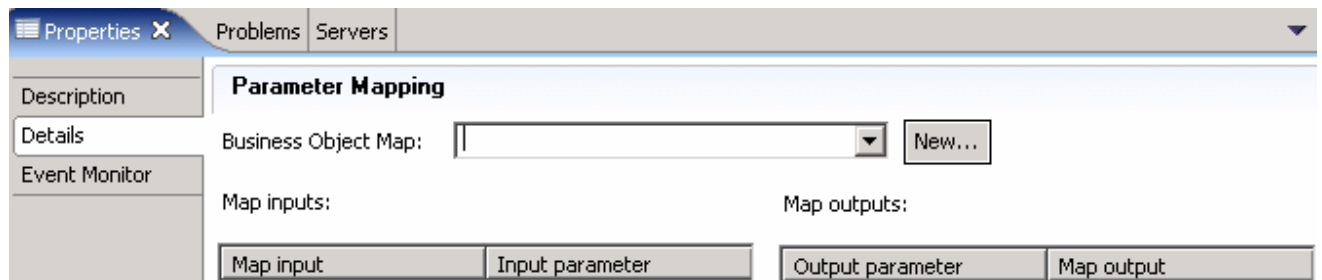 Properties Problems Servers
Description
Details
Event Monitor
Parameter Mapping
Business Object Map: New...
Map inputs: Map outputs:
Map input Input parameter Output parameter Map output